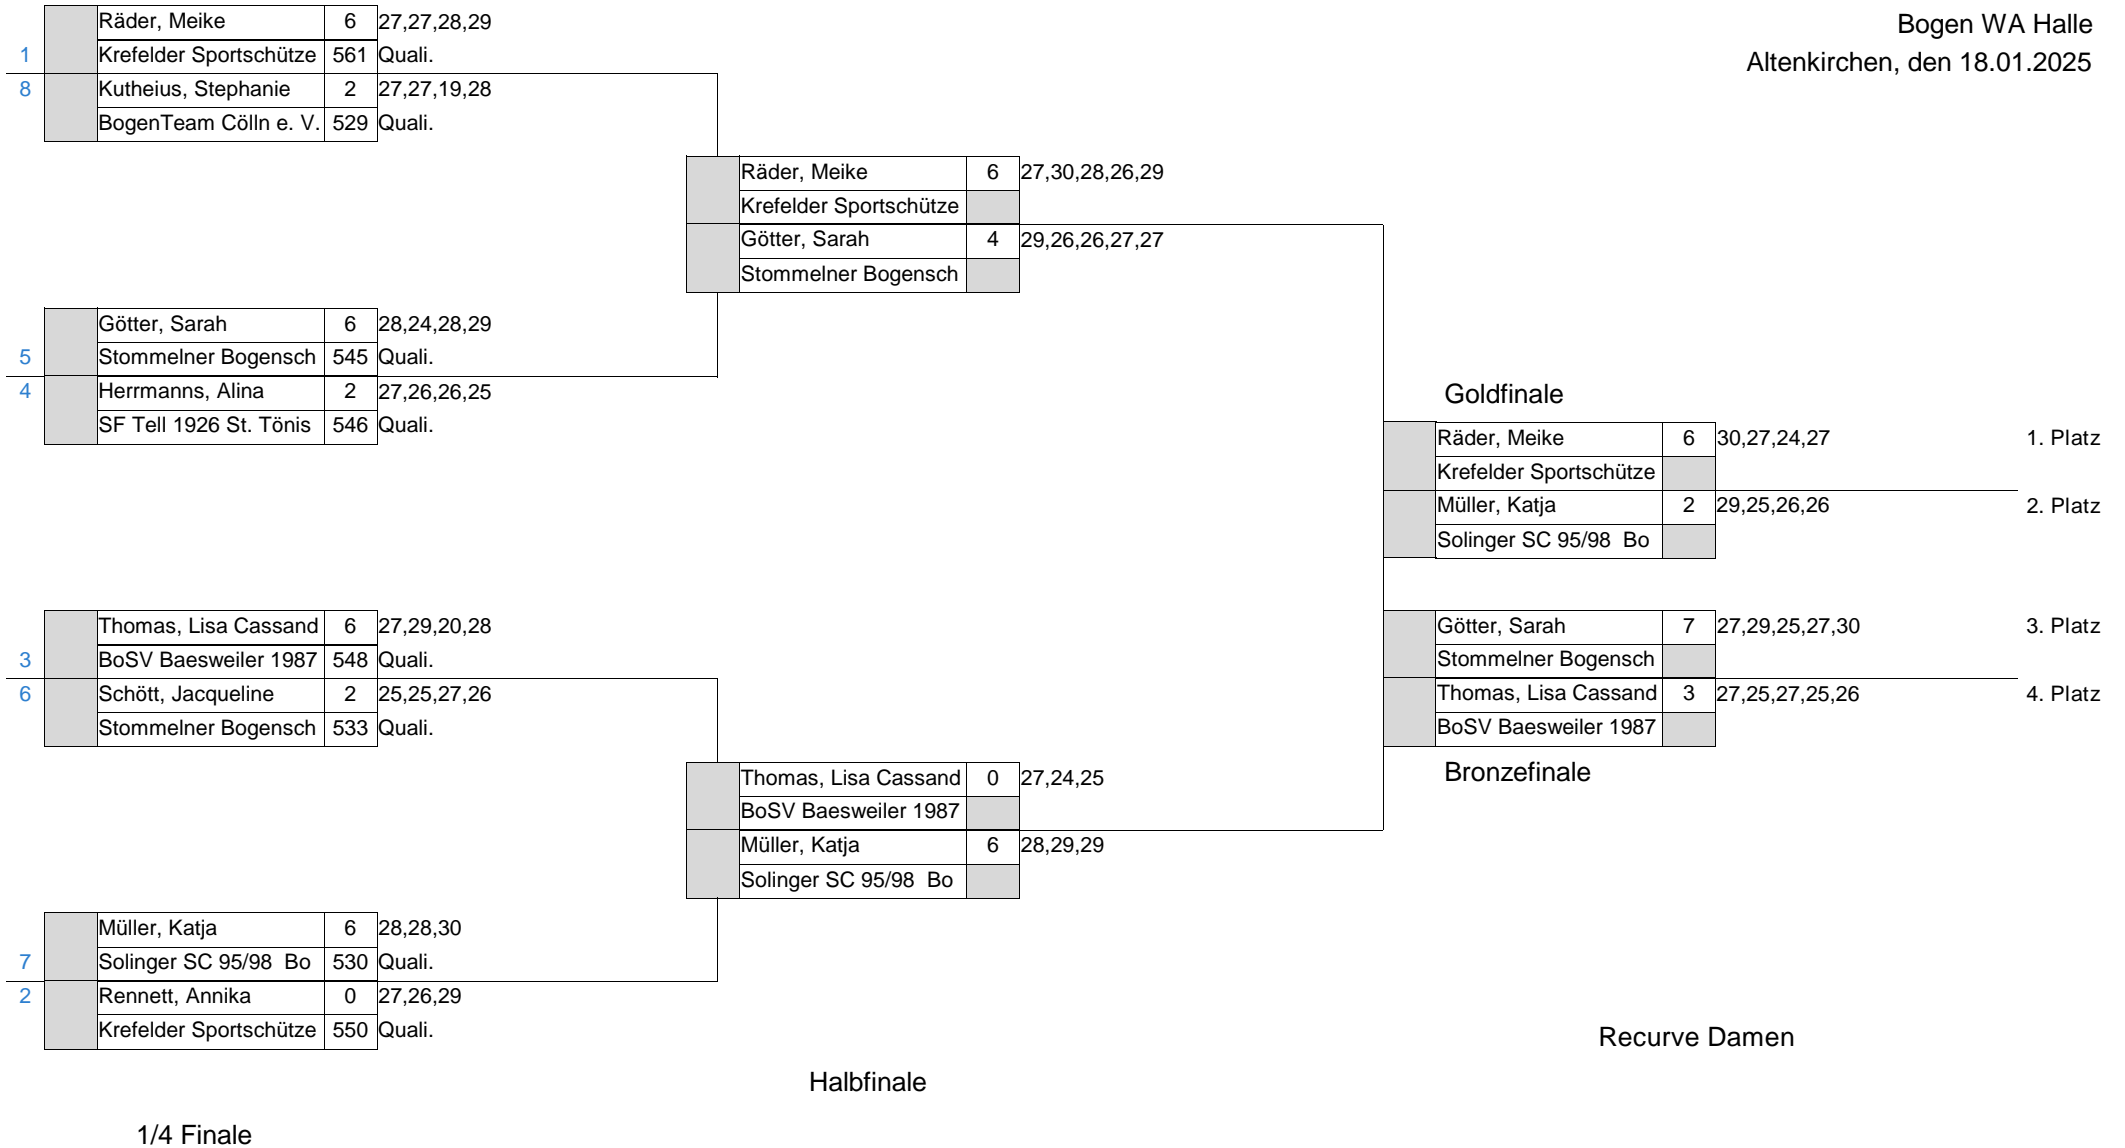 Bogen WA Halle
Altenkirchen, den 18.01.2025
Räder, Meike 6 27,27,28,29
1 Krefelder Sportschütze 561 Quali.
8 Kutheius, Stephanie 2 27,27,19,28
BogenTeam Cölln e. V. 529 Quali.
Räder, Meike 6 27,30,28,26,29
Krefelder Sportschütze
Götter, Sarah 4 29,26,26,27,27
Stommelner Bogensch
Götter, Sarah 6 28,24,28,29
5 Stommelner Bogensch 545 Quali.
4 Herrmanns, Alina 2 27,26,26,25
SF Tell 1926 St. Tönis 546 Quali.
Goldfinale
Räder, Meike 6 30,27,24,27 1. Platz
Krefelder Sportschütze
Müller, Katja 2 29,25,26,26 2. Platz
Solinger SC 95/98  Bo
Thomas, Lisa Cassand 6 27,29,20,28
3 BoSV Baesweiler 1987 548 Quali.
6 Schött, Jacqueline 2 25,25,27,26
Stommelner Bogensch 533 Quali.
Götter, Sarah 7 27,29,25,27,30 3. Platz
Stommelner Bogensch
Thomas, Lisa Cassand 3 27,25,27,25,26 4. Platz
BoSV Baesweiler 1987
Bronzefinale
Thomas, Lisa Cassand 0 27,24,25
BoSV Baesweiler 1987
Müller, Katja 6 28,29,29
Solinger SC 95/98  Bo
Müller, Katja 6 28,28,30
7 Solinger SC 95/98  Bo 530 Quali.
2 Rennett, Annika 0 27,26,29
Krefelder Sportschütze 550 Quali.
Recurve Damen
Halbfinale
1/4 Finale